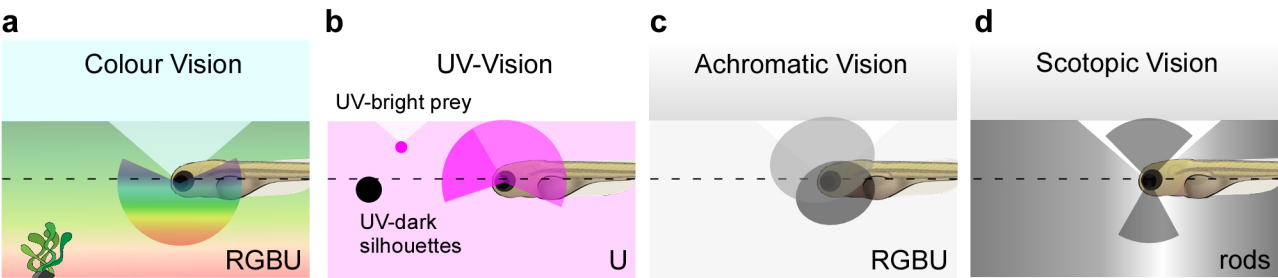 a
Colour Vision
RGBU
b
UV-Vision
UV-bright prey
UV-dark
silhouettes
U
c
Achromatic Vision
RGBU
d
Scotopic Vision
rods